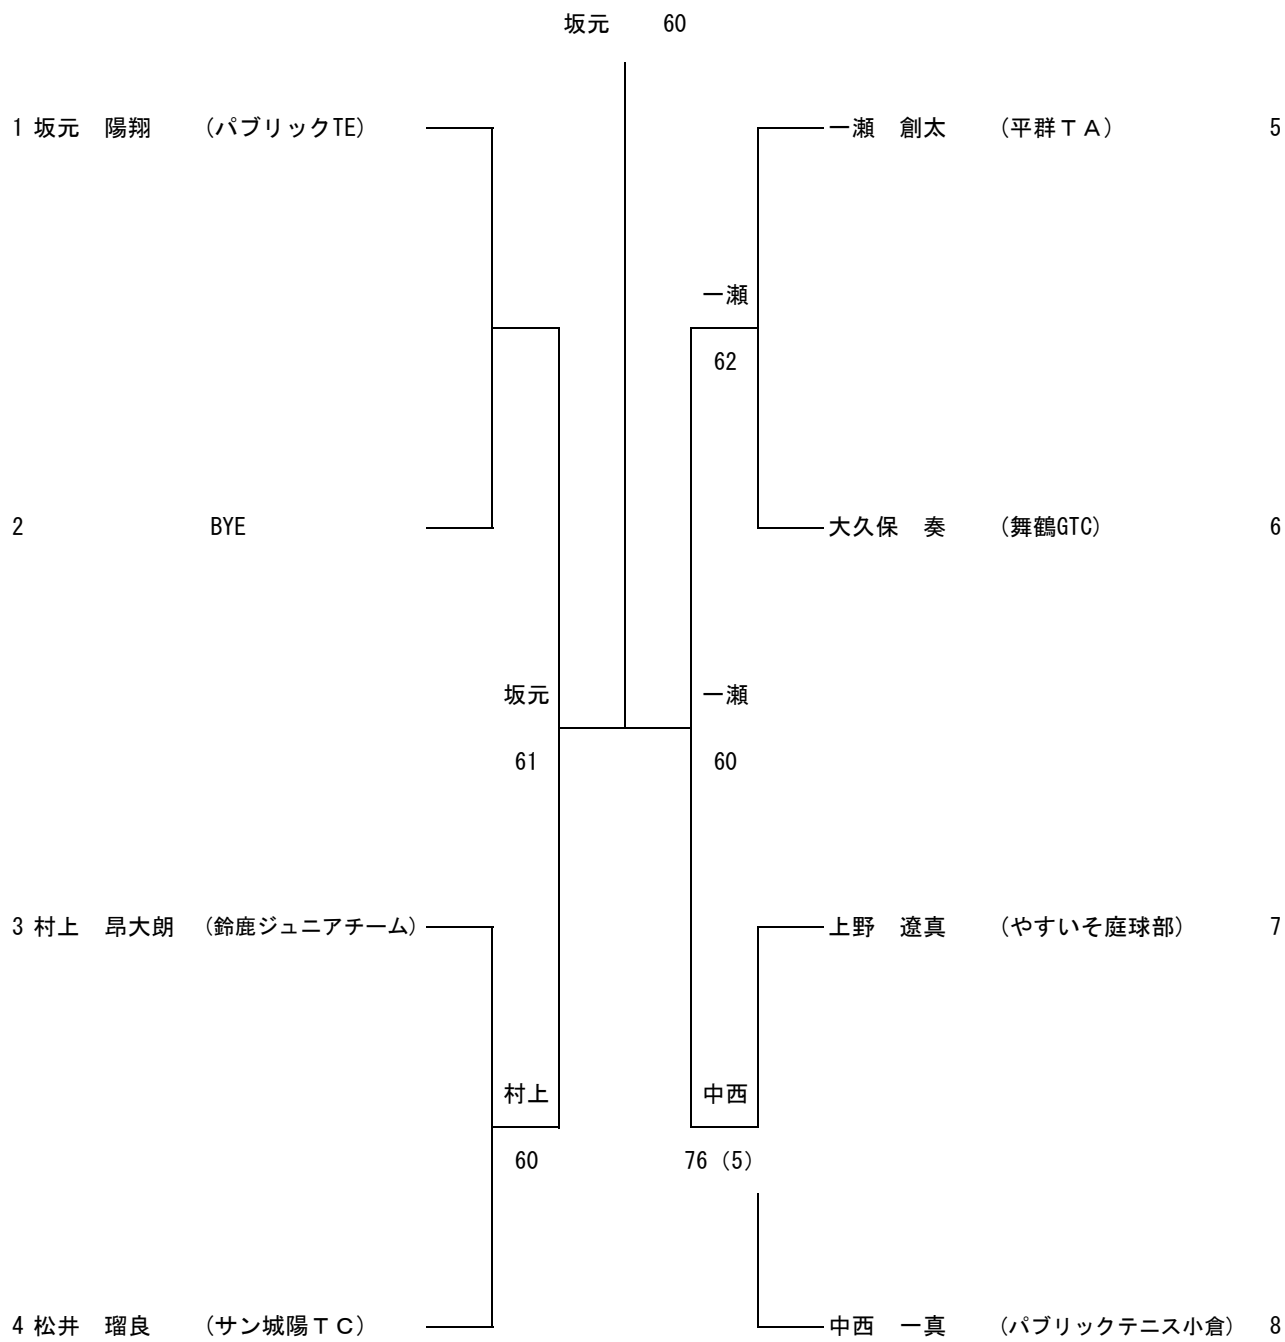 坂元 60
1 坂元 陽翔 (パブリックTE) 一瀬 創太 (平群ＴＡ) 5
一瀬
62
2 BYE 大久保 奏 (舞鶴GTC) 6
坂元 一瀬
61 60
3 村上 昂大朗 (鈴鹿ジュニアチーム) 上野 遼真 (やすいそ庭球部) 7
村上 中西
60 76 (5)
4 松井 瑠良 (サン城陽ＴＣ) 中西 一真 (パブリックテニス小倉) 8